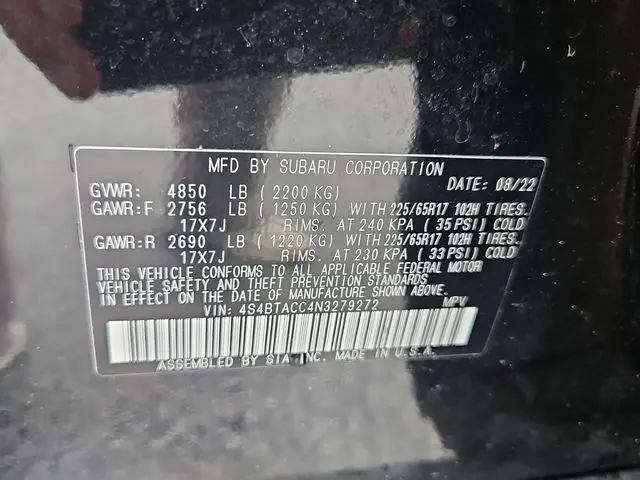 MFD BY SUBARU CORPORATION
DATE: 08/22
GVWR: 4850 LB (2200 KG)
GAWR:F 2756 LB (1250 KG) WITH 225/65R17 102H TIRES.
17X7J RIMS. AT 240 KPA (35 PSI) COLD
GAWR:R 2690 LB (1220 KG) WITH 225/65R17 102H TIRES.
17X7J RIMS. AT 230 KPA (33 PSI) COLD
THIS VEHICLE CONFORMS TO ALL APPLICABLE FEDERAL MOTOR
VEHICLE SAFETY AND THEFT PREVENTION STANDARDS
IN EFFECT ON THE DATE OF MANUFACTURE SHOWN ABOVE.
VIN: 4S4BTACC4N3279272 MPV
ASSEMBLED BY SIA.INC. MADE IN U.S.A.